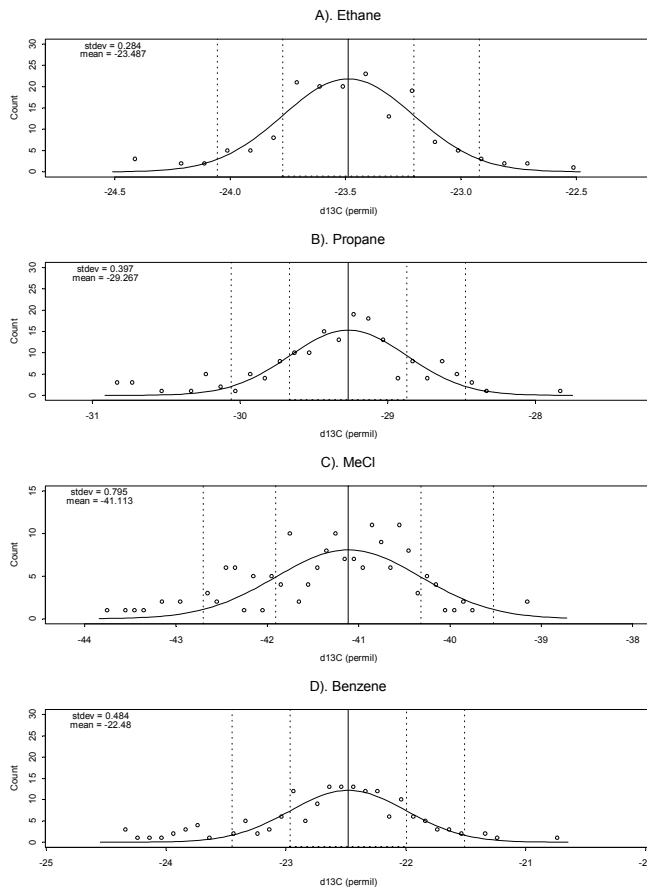 A). Ethane
stdev = 0.284
mean = -23.487
Count
0 5 10 15 20 25 30
-24.5 -24.0 -23.5 -23.0 -22.5
d13C (permil)
B). Propane
stdev = 0.397
mean = -29.267
Count
0 5 10 15 20 25 30
-31 -30 -29 -28
d13C (permil)
C). MeCl
stdev = 0.795
mean = -41.113
Count
0 5 10 15
-44 -43 -42 -41 -40 -39 -38
d13C (permil)
D). Benzene
stdev = 0.484
mean = -22.48
Count
0 5 10 15 20 25 30
-25 -24 -23 -22 -21
d13C (permil)